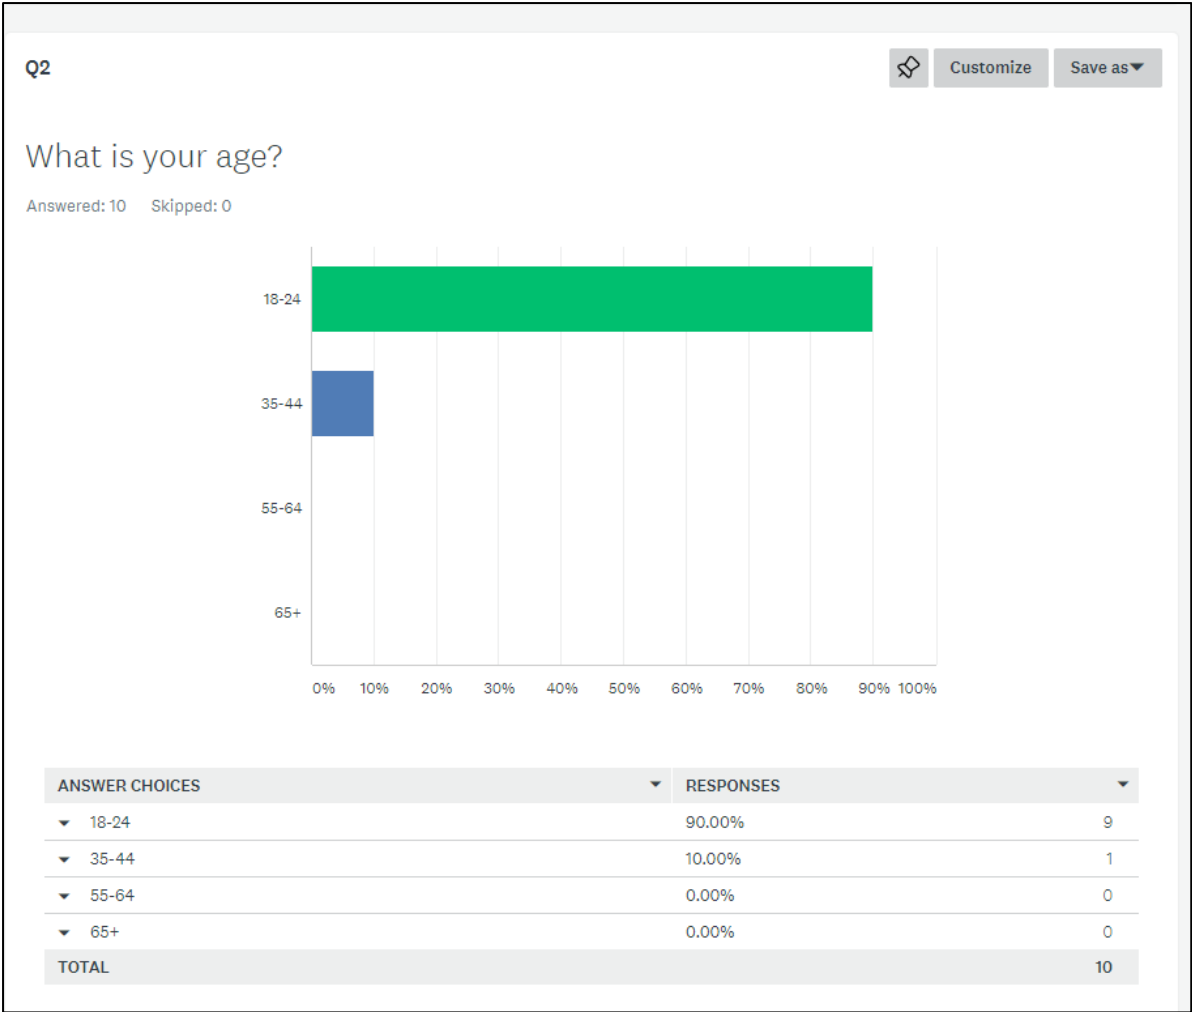 Q2
Customize
Save as
What is your age?
Answered: 10 Skipped: 0
18-24
35-44
55-64
65+
0% 10% 20% 30% 40% 50% 60% 70% 80% 90% 100%
ANSWER CHOICES RESPONSES
18-24 90.00% 9
35-44 10.00% 1
55-64 0.00% 0
65+ 0.00% 0
TOTAL 10